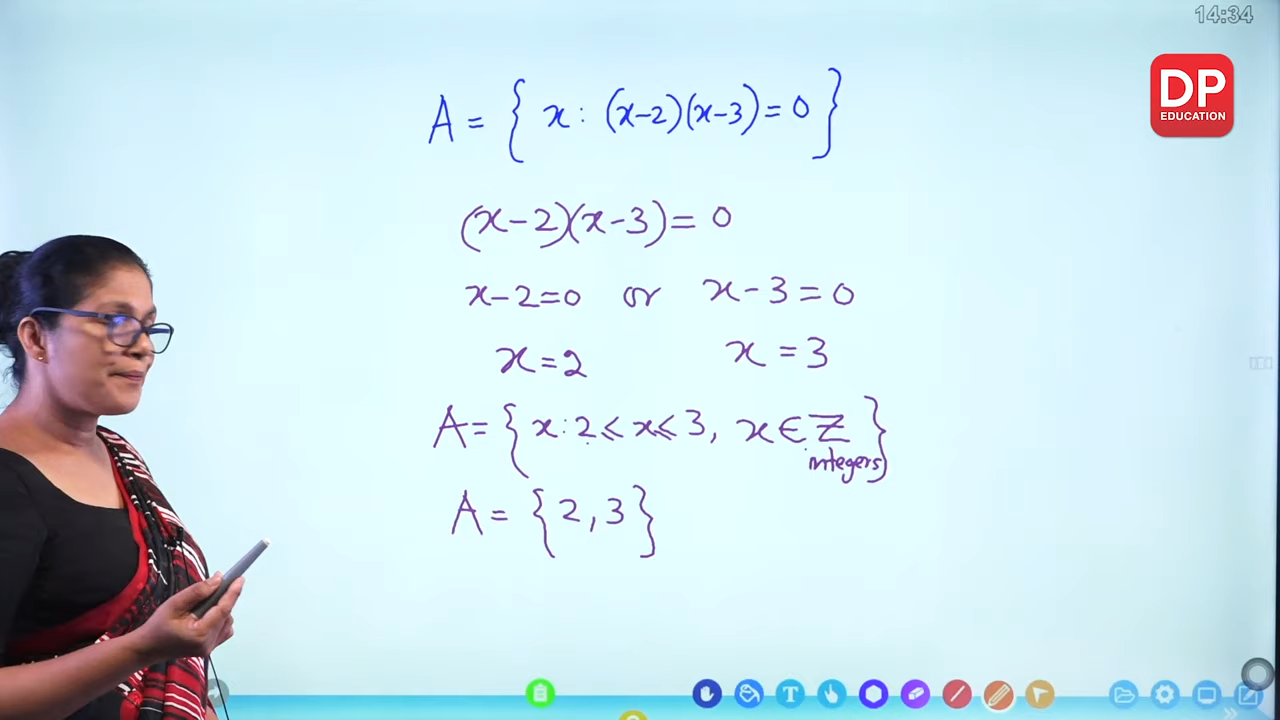 14:34
DP
EDUCATION
A = { x : (x-2)(x-3) = 0 }
(x-2)(x-3) = 0
x-2=0 or x-3=0
x=2 x=3
A = { x : 2 ≤ x ≤ 3, x ∈ ℤ }
integers
A = { 2, 3 }
T